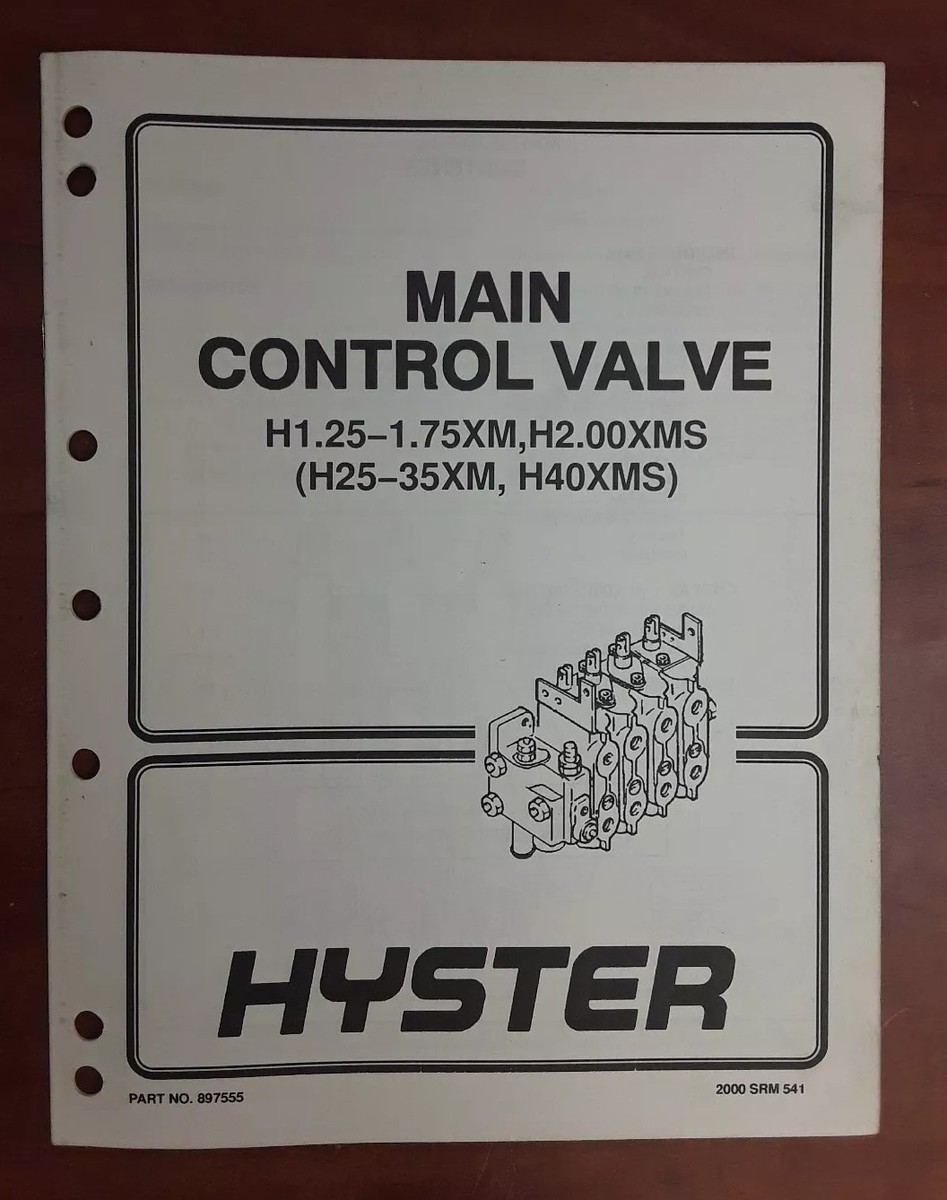 MAIN
CONTROL VALVE
H1.25–1.75XM,H2.00XMS
(H25–35XM, H40XMS)
HYSTER
PART NO. 897555
2000 SRM 541